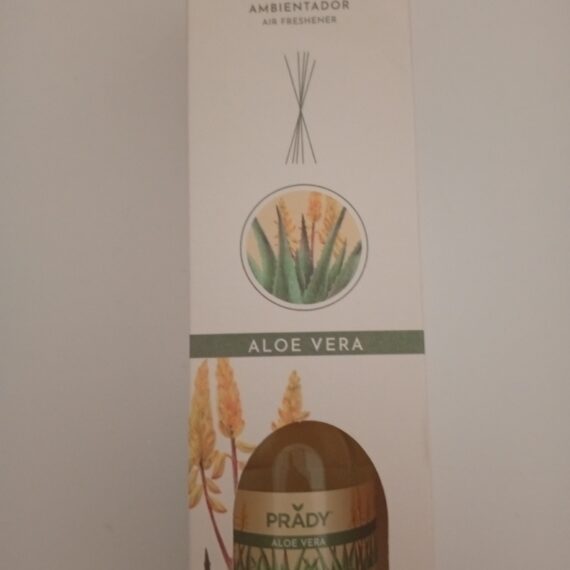 AMBIENTADOR
AIR FRESHENER
ALOE VERA
PRADY
ALOE VERA